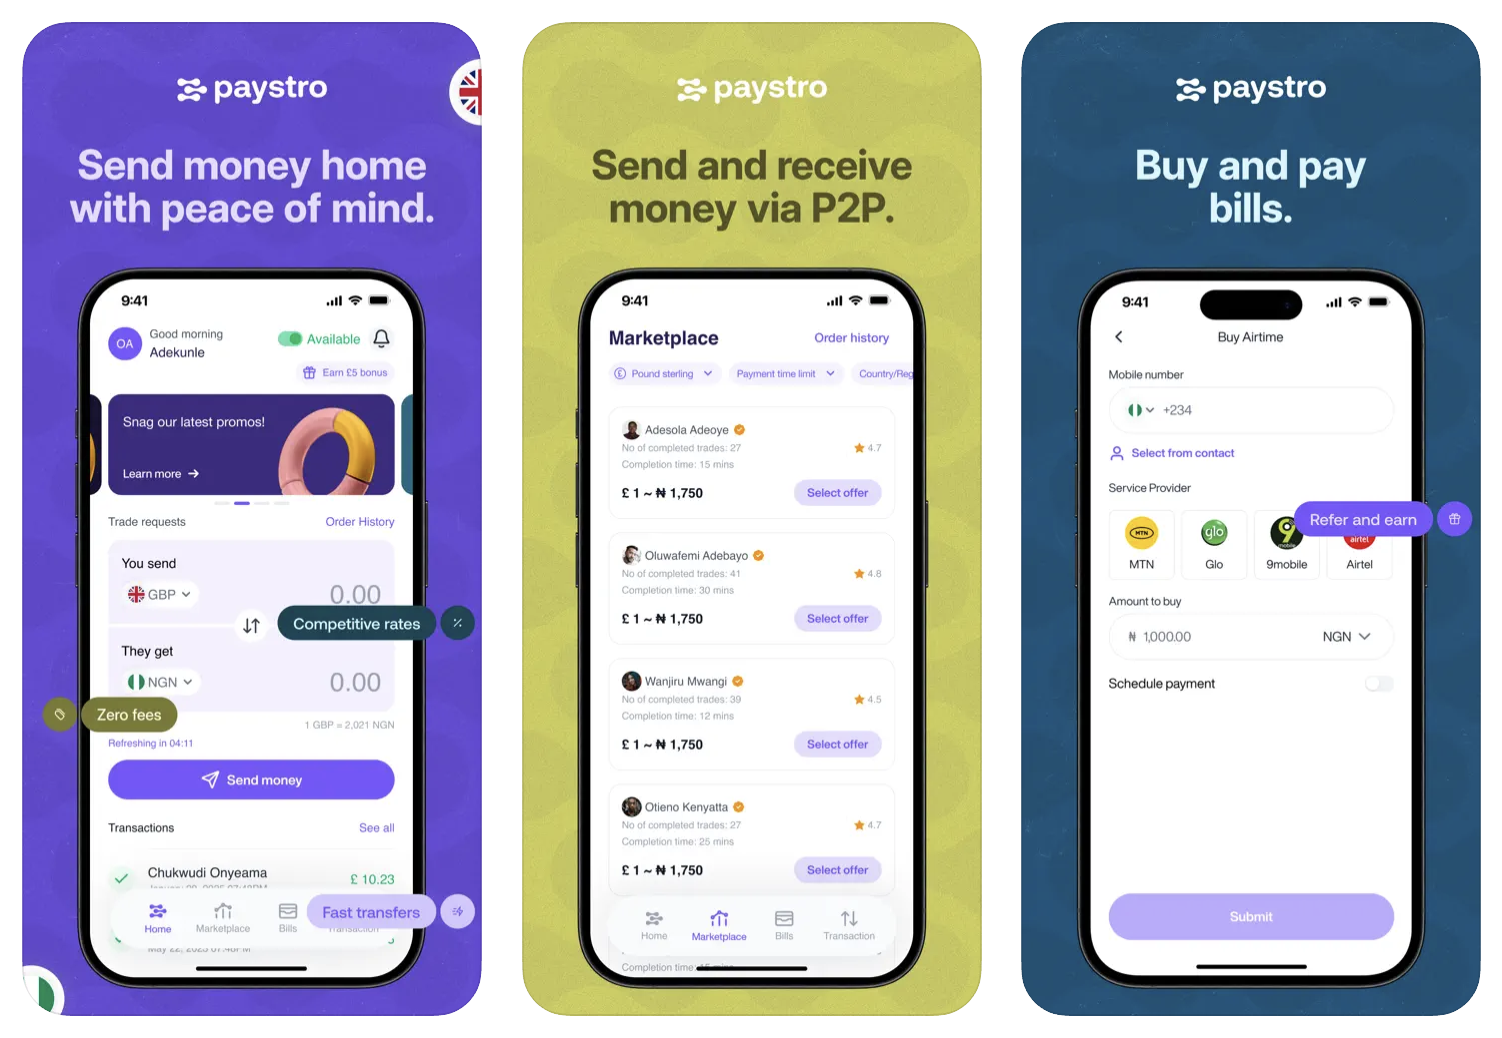 paystro
Send money home
with peace of mind.
9:41
OA
Good morning
Adekunle
Available
Earn £5 bonus
Snag our latest promos!
Learn more →
Trade requests
Order History
You send
GBP
0.00
Competitive rates
They get
NGN
0.00
Zero fees
1 GBP = 2,021 NGN
Refreshing in 04:11
Send money
Transactions
See all
Chukwudi Onyeama
£ 10.23
Fast transfers
Home
Marketplace
Bills
Transaction
paystro
Send and receive
money via P2P.
9:41
Marketplace
Order history
£ Pound sterling
Payment time limit
Country/Reg
Adesola Adeoye
No of completed trades: 27
4.7
Completion time: 15 mins
£ 1 ~ ₦ 1,750
Select offer
Oluwafemi Adebayo
No of completed trades: 41
4.8
Completion time: 30 mins
£ 1 ~ ₦ 1,750
Select offer
Wanjiru Mwangi
No of completed trades: 39
4.5
Completion time: 12 mins
£ 1 ~ ₦ 1,750
Select offer
Otieno Kenyatta
No of completed trades: 27
4.7
Completion time: 25 mins
£ 1 ~ ₦ 1,750
Select offer
Home
Marketplace
Bills
Transaction
Completion time: 15 mins
paystro
Buy and pay
bills.
9:41
Buy Airtime
Mobile number
+234
Select from contact
Service Provider
Refer and earn
MTN
glo
9
mobile
airtel
MTN
Glo
9mobile
Airtel
Amount to buy
₦ 1,000.00
NGN
Schedule payment
Submit